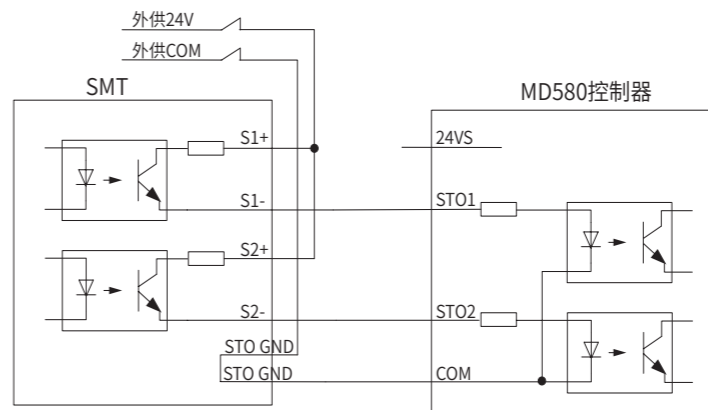 外供24V
外供COM
SMT
MD580控制器
S1+
24VS
S1-
STO1
S2+
S2-
STO2
STO GND
STO GND
COM